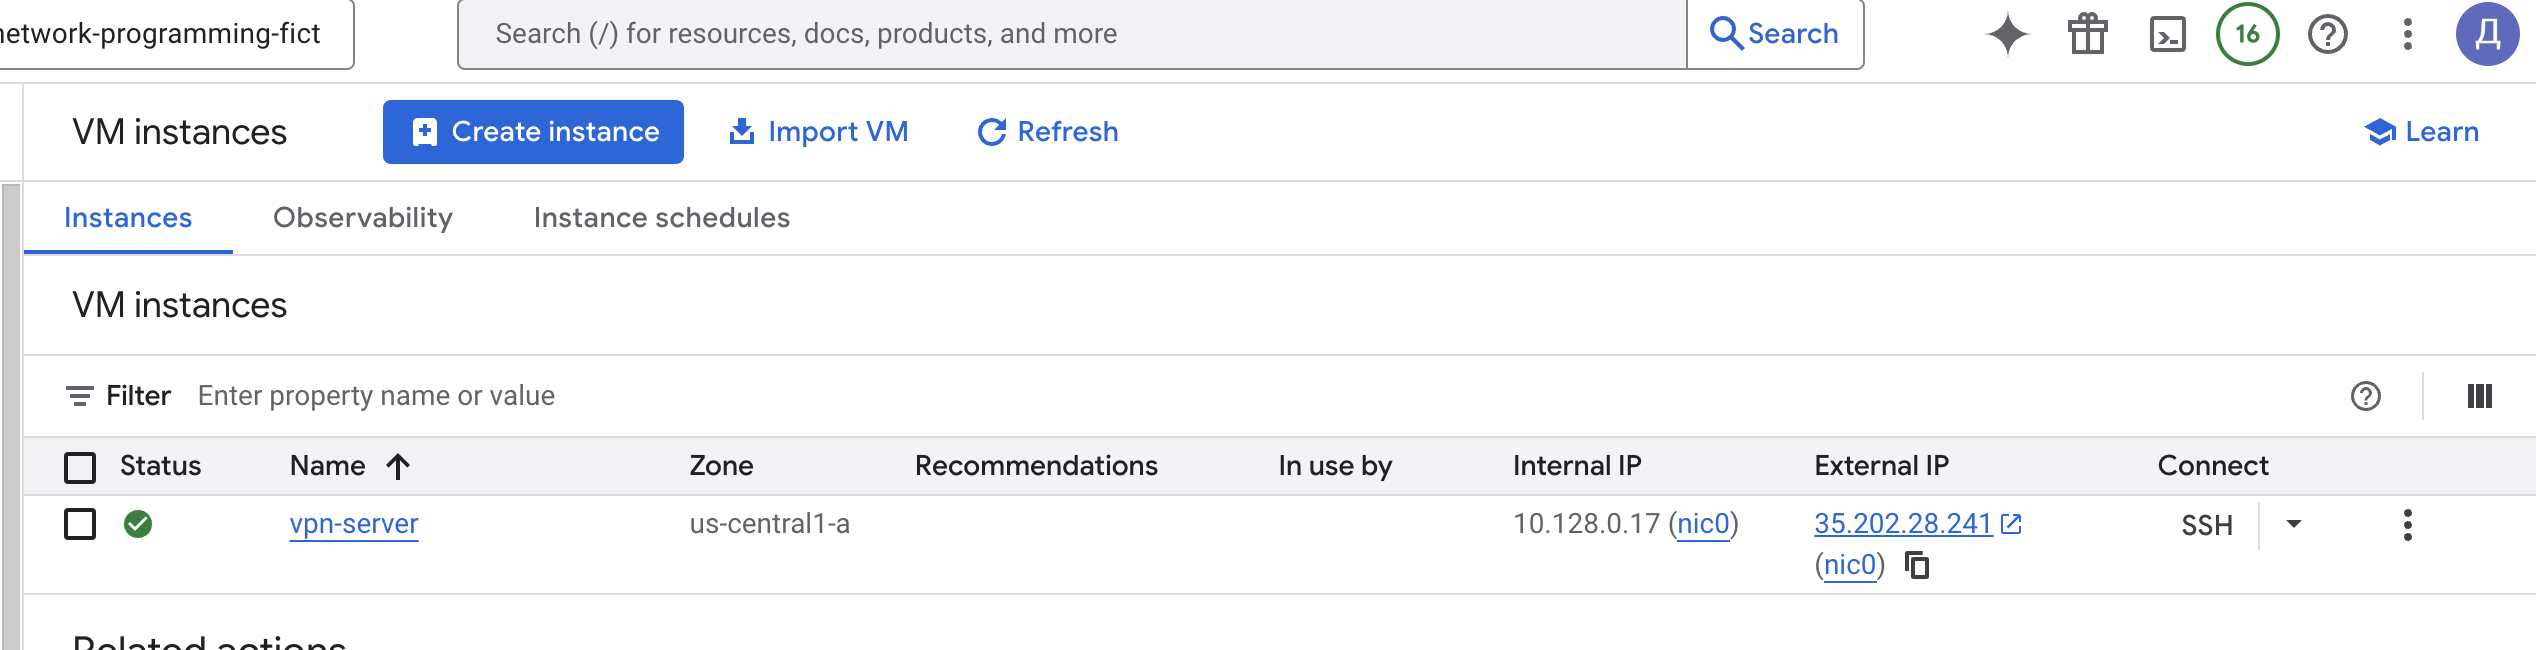 network-programming-fict
Search (/) for resources, docs, products, and more
Search
16
Д
VM instances
Create instance
Import VM
Refresh
Learn
Instances
Observability
Instance schedules
VM instances
Filter Enter property name or value
Status Name Zone Recommendations In use by Internal IP External IP Connect
vpn-server us-central1-a 10.128.0.17 (nic0) 35.202.28.241 SSH
(nic0)
Related actions